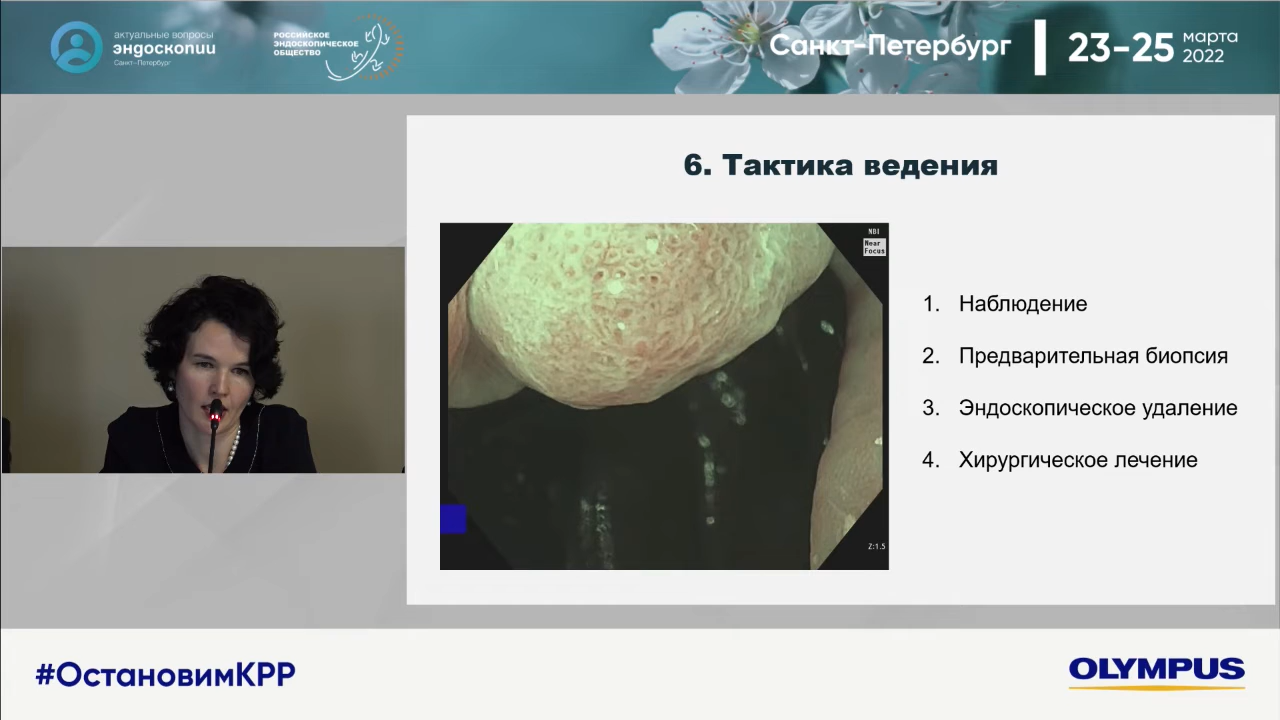 актуальные вопросы
эндоскопии
Санкт-Петербург
РОССИЙСКОЕ
ЭНДОСКОПИЧЕСКОЕ
ОБЩЕСТВО
Санкт-Петербург
23-25
марта
2022
6. Тактика ведения
NBI
Near
Focus
Z:1.5
1. Наблюдение
2. Предварительная биопсия
3. Эндоскопическое удаление
4. Хирургическое лечение
#ОстановимКРР
OLYMPUS